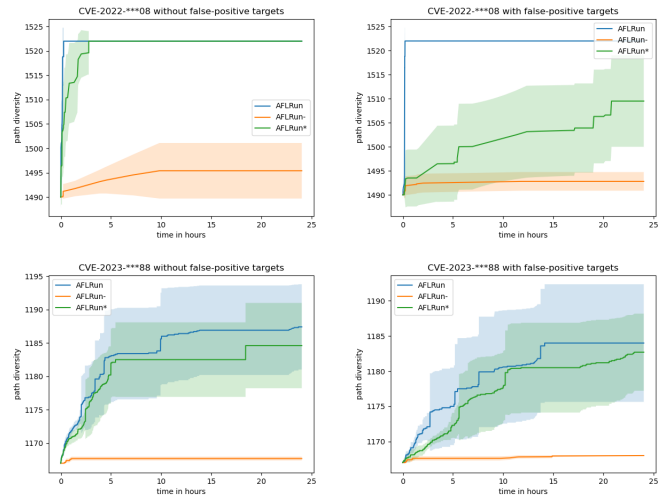 CVE-2022-***08 without false-positive targets
path diversity
1525
1520
1515
1510
1505
1500
1495
1490
AFLRun
AFLRun-
AFLRun*
0
5
10
15
20
25
time in hours
CVE-2022-***08 with false-positive targets
path diversity
1525
1520
1515
1510
1505
1500
1495
1490
AFLRun
AFLRun-
AFLRun*
0
5
10
15
20
25
time in hours
CVE-2023-***88 without false-positive targets
path diversity
1195
1190
1185
1180
1175
1170
AFLRun
AFLRun-
AFLRun*
0
5
10
15
20
25
time in hours
CVE-2023-***88 with false-positive targets
path diversity
1190
1185
1180
1175
1170
AFLRun
AFLRun-
AFLRun*
0
5
10
15
20
25
time in hours